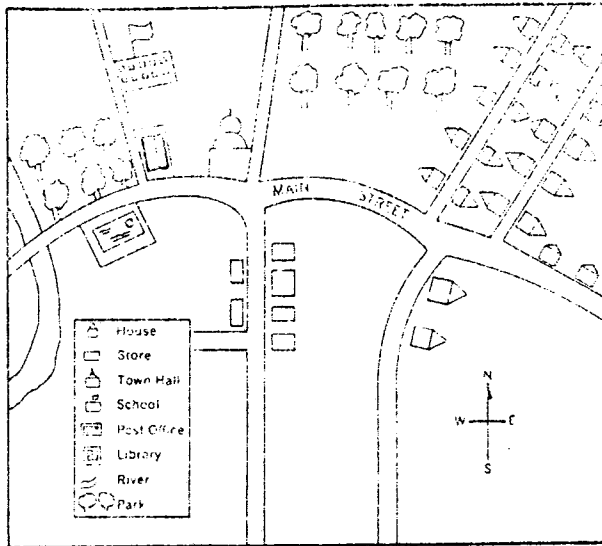 MAIN STREET
House
Store
Town Hall
School
Post Office
Library
River
Park
N
W E
S